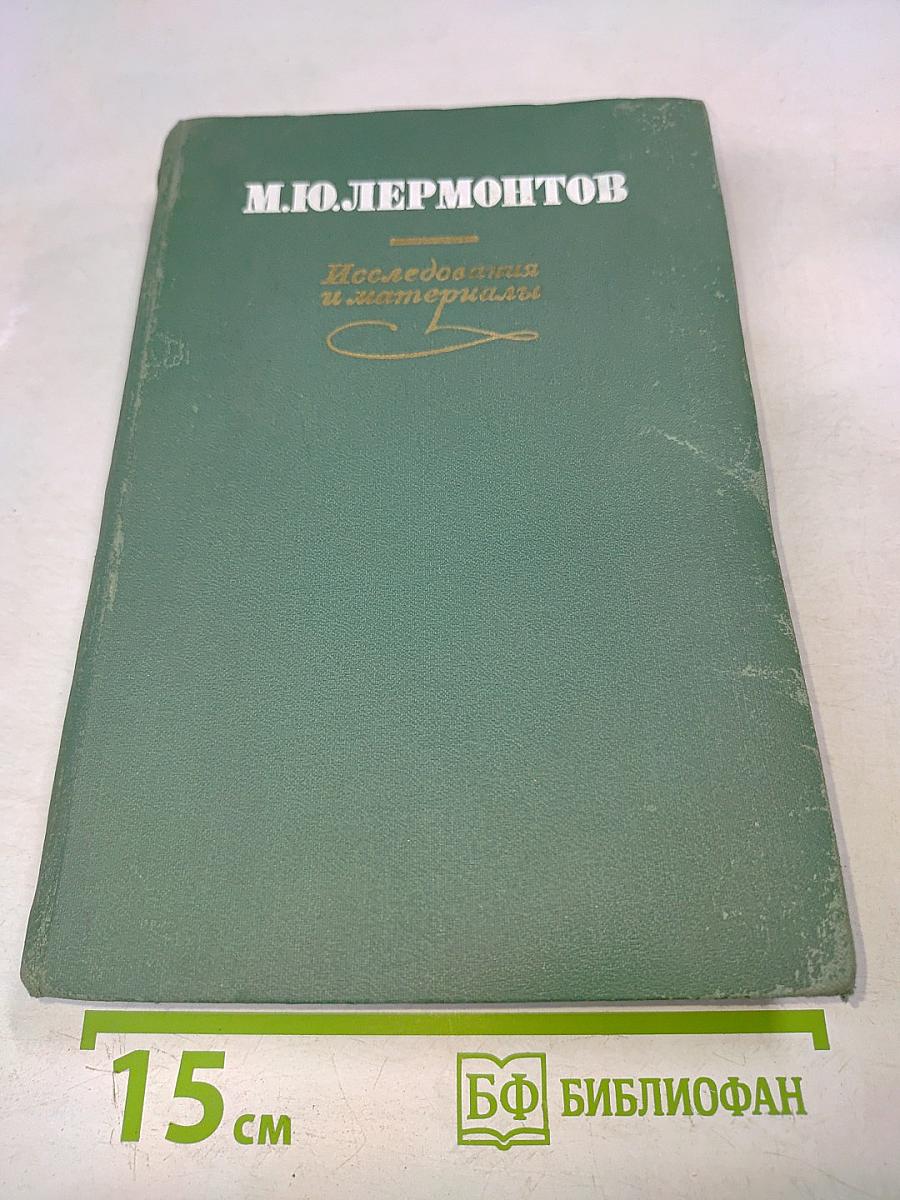 М.Ю.ЛЕРМОНТОВ
Исследования
и материалы
15 см
БФ БИБЛИОФАН